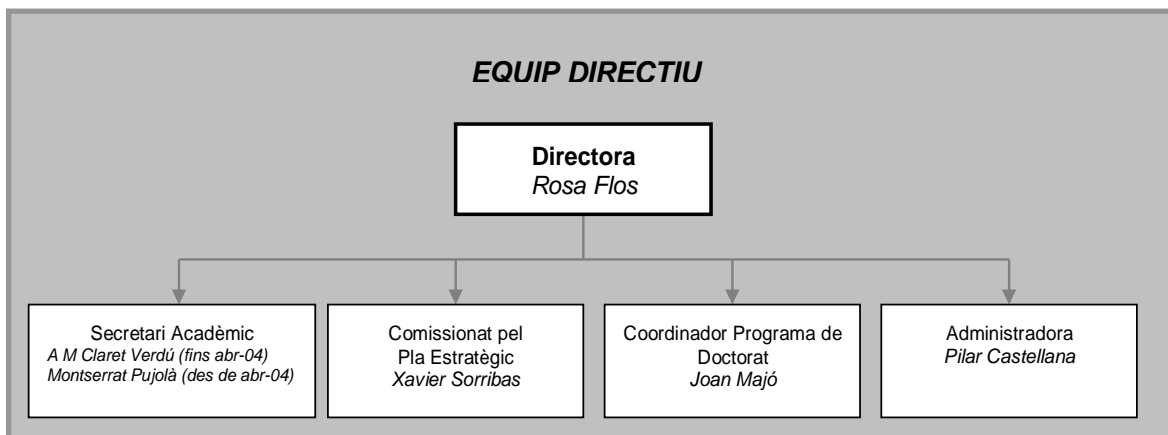 EQUIP DIRECTIU
Directora
Rosa Flos
Secretari Acadèmic
A M Claret Verdú (fins abr-04)
Montserrat Pujolà (des de abr-04)
Comissionat pel
Pla Estratègic
Xavier Sorribas
Coordinador Programa de
Doctorat
Joan Majó
Administradora
Pilar Castellana